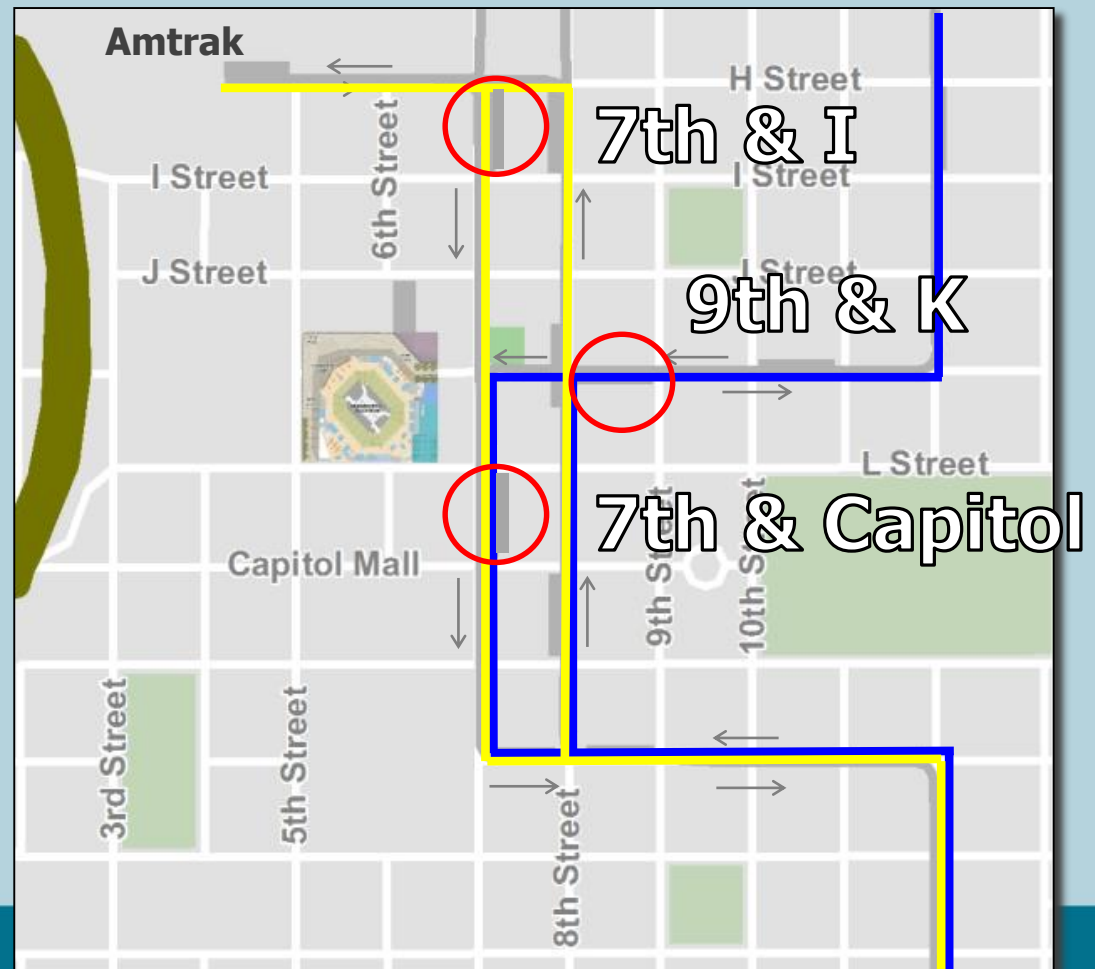 Amtrak
H Street
7th & I
I Street
I Street
6th Street
J Street
J Street
9th & K
L Street
7th & Capitol
Capitol Mall
9th Street
10th Street
3rd Street
5th Street
8th Street